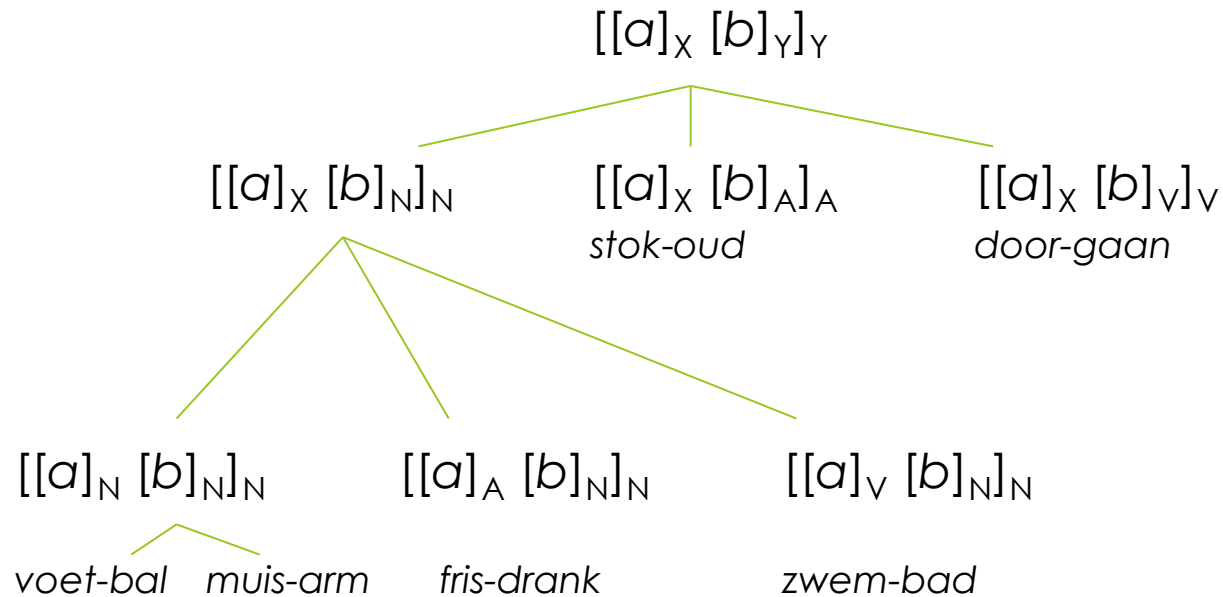 [[a]X [b]Y]Y
[[a]X [b]N]N [[a]X [b]A]A [[a]X [b]V]V
stok-oud door-gaan
[[a]N [b]N]N [[a]A [b]N]N [[a]V [b]N]N
voet-bal muis-arm fris-drank zwem-bad